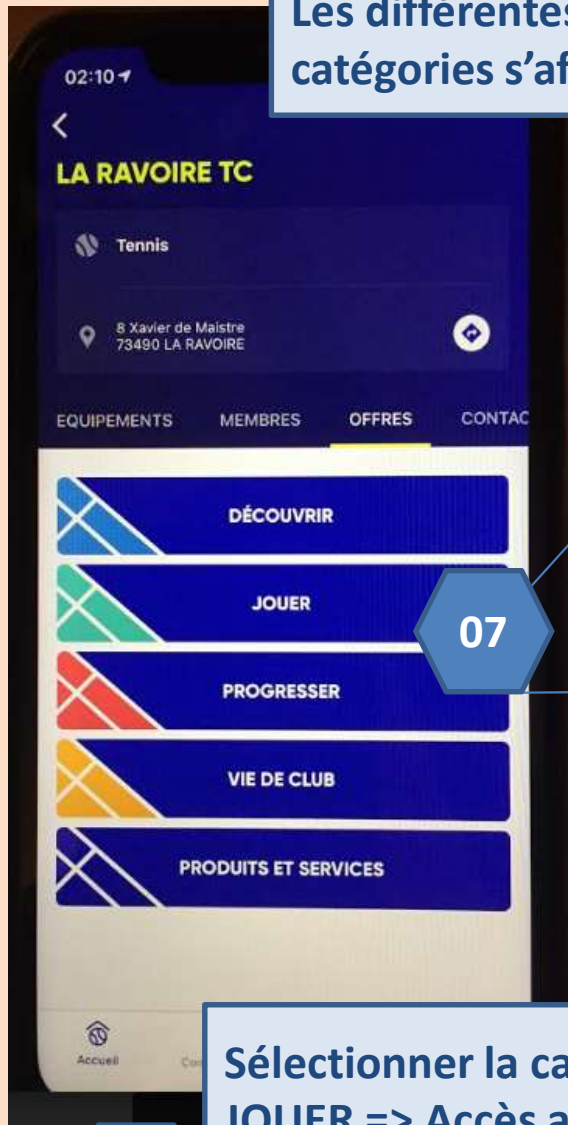 Les différentes
catégories s'af
02:10
LA RAVOIRE TC
Tennis
8 Xavier de Maistre
73490 LA RAVOIRE
EQUIPEMENTS MEMBRES OFFRES CONTAC
DÉCOUVRIR
JOUER
07
PROGRESSER
VIE DE CLUB
PRODUITS ET SERVICES
Accueil
Sélectionner la ca
JOUER => Accès a